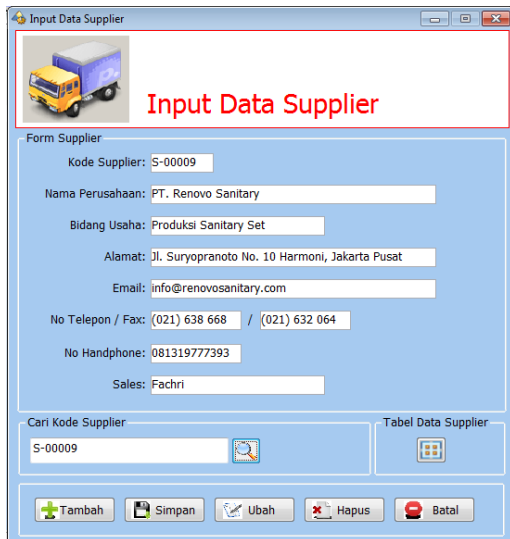 Input Data Supplier
Input Data Supplier
Form Supplier
Kode Supplier: S-00009
Nama Perusahaan: PT. Renovo Sanitary
Bidang Usaha: Produksi Sanitary Set
Alamat: Jl. Suryopranoto No. 10 Harmoni, Jakarta Pusat
Email: info@renovosanitary.com
No Telepon / Fax: (021) 638 668 / (021) 632 064
No Handphone: 081319777393
Sales: Fachri
Cari Kode Supplier Tabel Data Supplier
S-00009
Tambah Simpan Ubah Hapus Batal